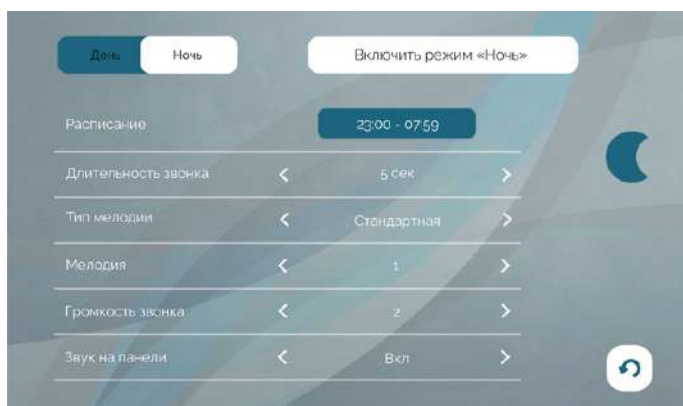 День Ночь Включить режим «Ночь»
Расписание 23:00 - 07:59
Длительность звонка 5 сек
Тип мелодии Стандартная
Мелодия 1
Громкость звонка 2
Звук на панели Вкл